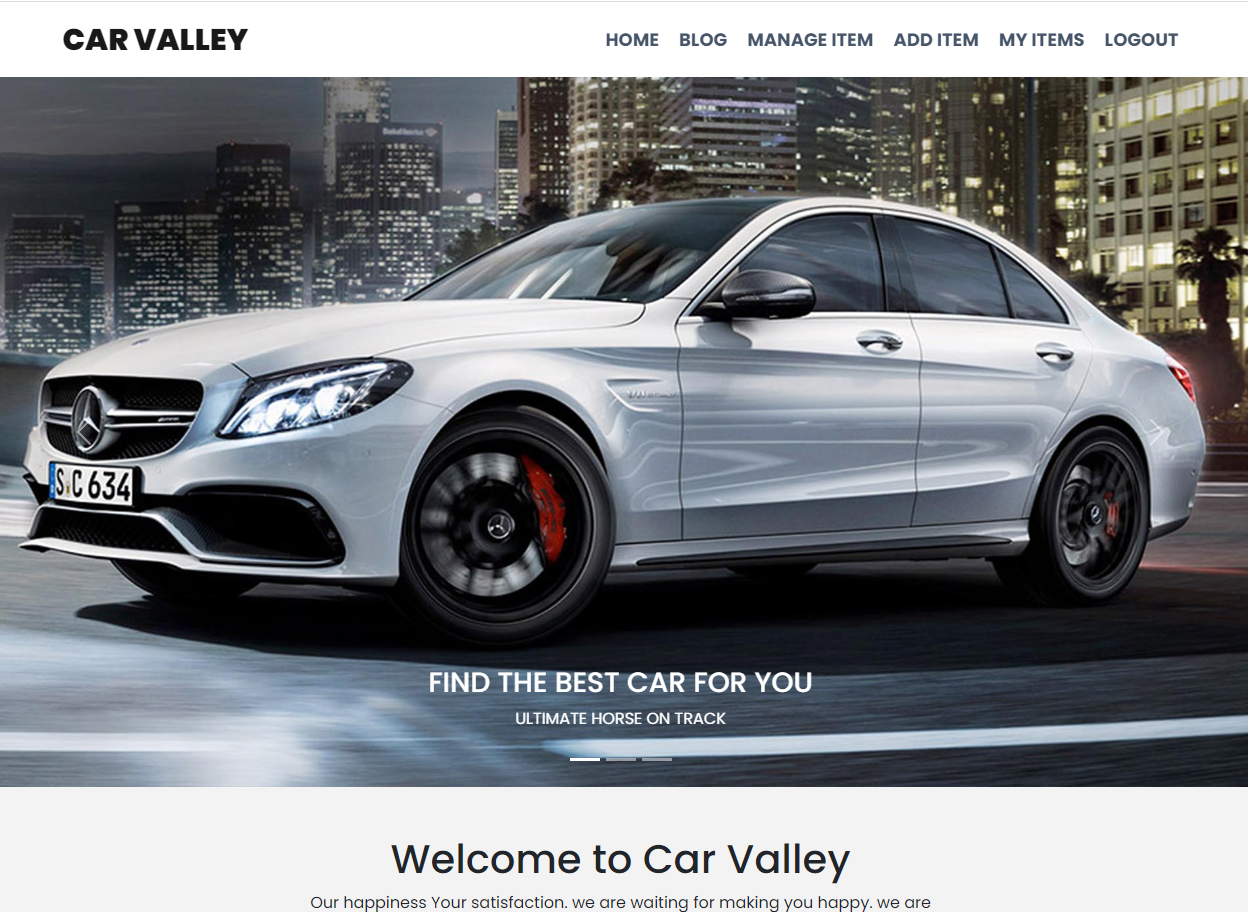 CAR VALLEY
HOME BLOG MANAGE ITEM ADD ITEM MY ITEMS LOGOUT
S C 634
FIND THE BEST CAR FOR YOU
ULTIMATE HORSE ON TRACK
Welcome to Car Valley
Our happiness Your satisfaction. we are waiting for making you happy. we are